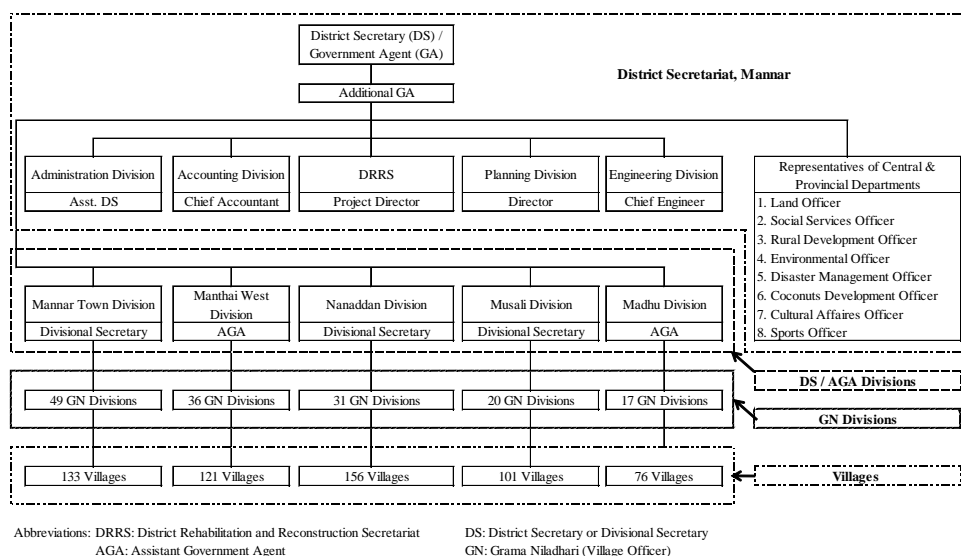 District Secretary (DS) /
Government Agent (GA)
District Secretariat, Mannar
Additional GA
Administration Division
Asst. DS
Accounting Division
Chief Accountant
DRRS
Project Director
Planning Division
Director
Engineering Division
Chief Engineer
Representatives of Central &
Provincial Departments
1. Land Officer
2. Social Services Officer
3. Rural Development Officer
4. Environmental Officer
5. Disaster Management Officer
6. Coconuts Development Officer
7. Cultural Affaires Officer
8. Sports Officer
Mannar Town Division
Divisional Secretary
Manthai West
Division
AGA
Nanaddan Division
Divisional Secretary
Musali Division
Divisional Secretary
Madhu Division
AGA
DS / AGA Divisions
49 GN Divisions
36 GN Divisions
31 GN Divisions
20 GN Divisions
17 GN Divisions
GN Divisions
133 Villages
121 Villages
156 Villages
101 Villages
76 Villages
Villages
Abbreviations: DRRS: District Rehabilitation and Reconstruction Secretariat
DS: District Secretary or Divisional Secretary
AGA: Assistant Government Agent
GN: Grama Niladhari (Village Officer)